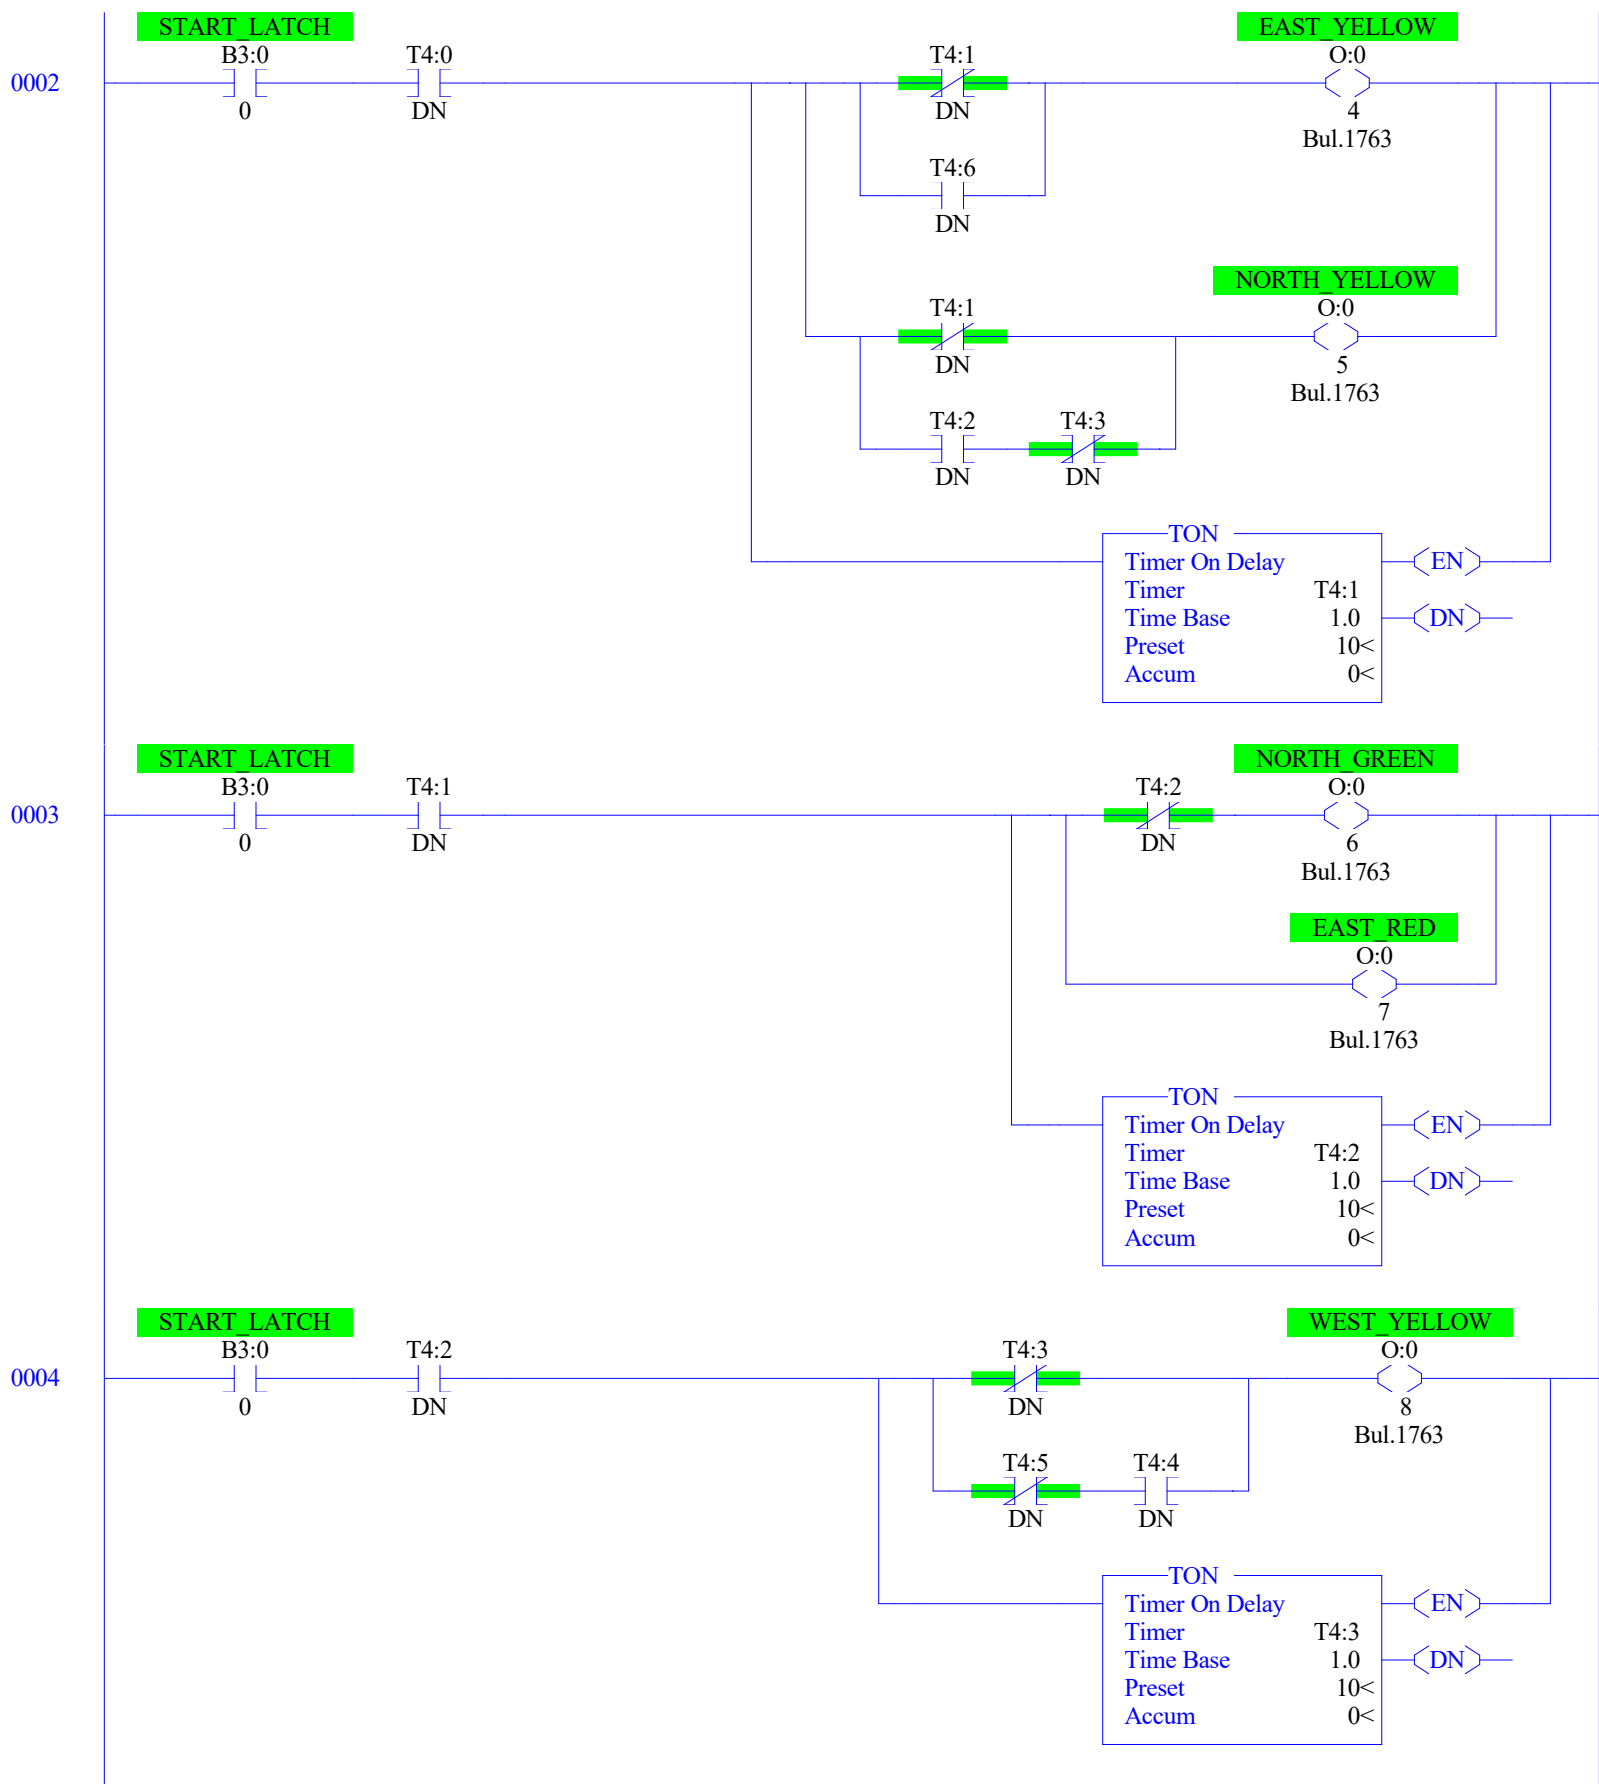 START_LATCH EAST_YELLOW
B3:0 T4:0 T4:1 O:0
0002
0 DN DN 4
Bul.1763
T4:6
DN
NORTH_YELLOW
T4:1 O:0
DN 5
Bul.1763
T4:2 T4:3
DN DN
TON
Timer On Delay EN
Timer T4:1
Time Base 1.0 DN
Preset 10<
Accum 0<
START_LATCH NORTH_GREEN
B3:0 T4:1 T4:2 O:0
0003
0 DN DN 6
Bul.1763
EAST_RED
O:0
7
Bul.1763
TON
Timer On Delay EN
Timer T4:2
Time Base 1.0 DN
Preset 10<
Accum 0<
START_LATCH WEST_YELLOW
B3:0 T4:2 T4:3 O:0
0004
0 DN DN 8
Bul.1763
T4:5 T4:4
DN DN
TON
Timer On Delay EN
Timer T4:3
Time Base 1.0 DN
Preset 10<
Accum 0<